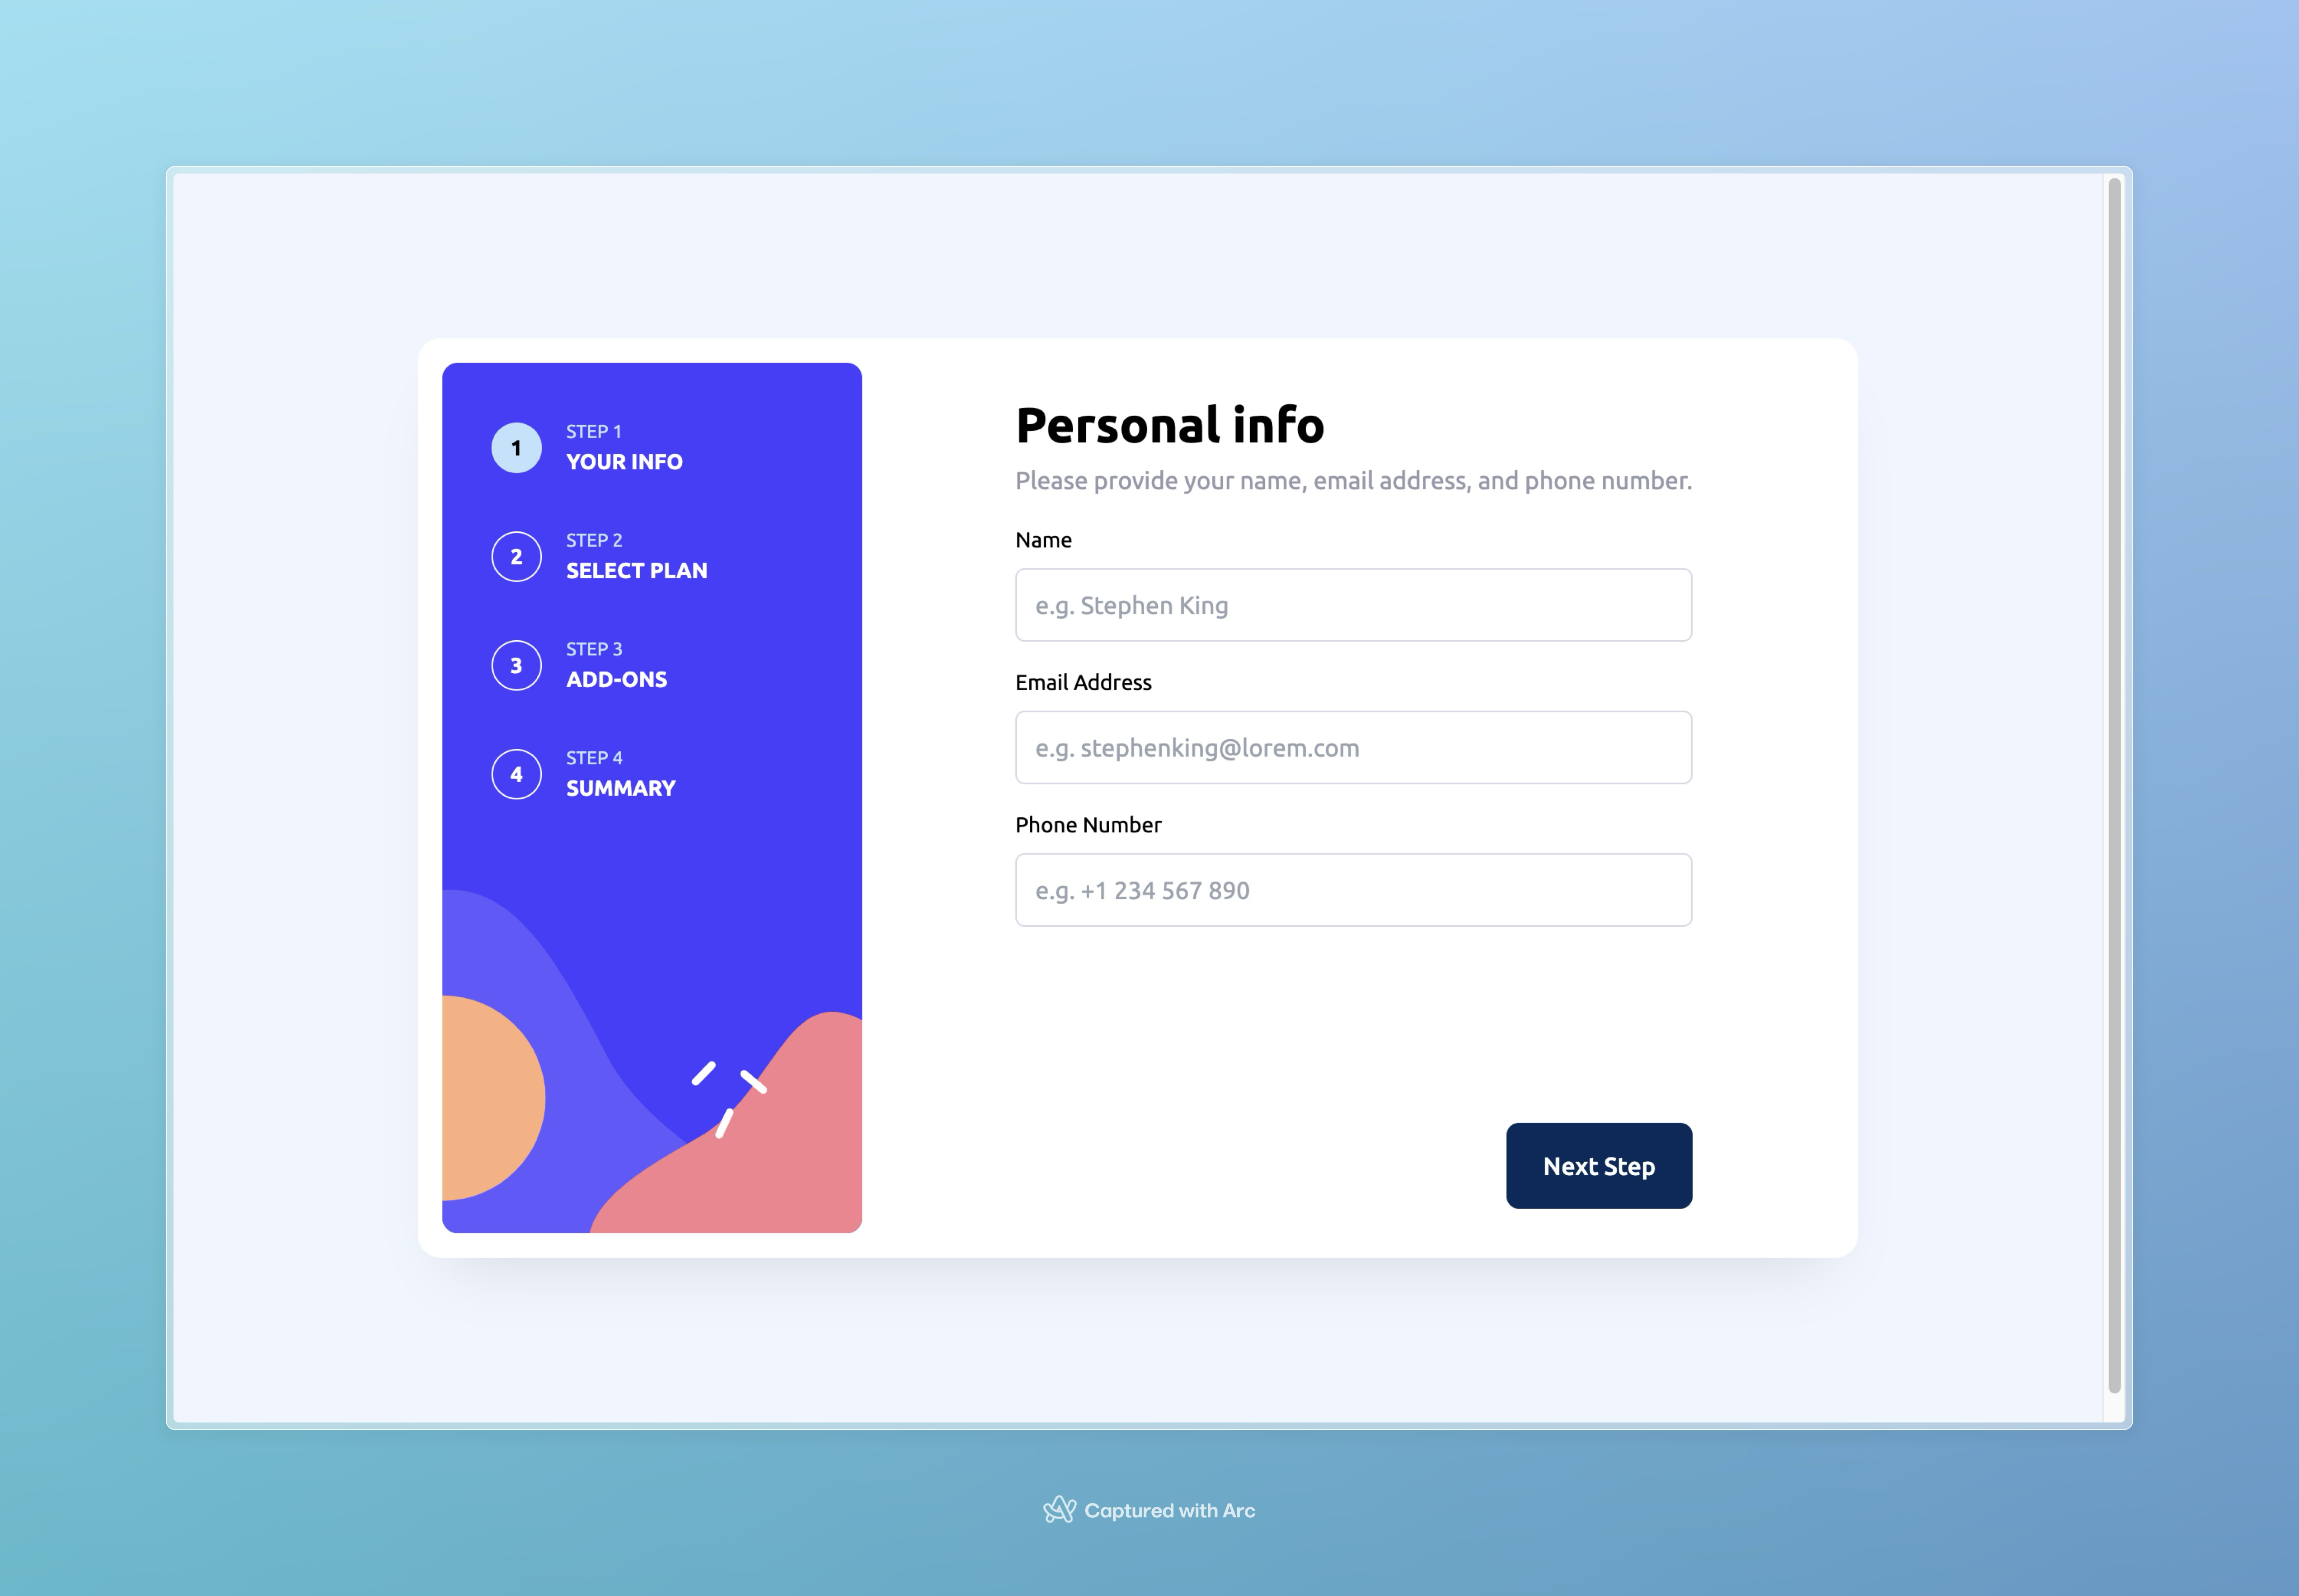 1
STEP 1
YOUR INFO
2
STEP 2
SELECT PLAN
3
STEP 3
ADD-ONS
4
STEP 4
SUMMARY
Personal info
Please provide your name, email address, and phone number.
Name
e.g. Stephen King
Email Address
e.g. stephenking@lorem.com
Phone Number
e.g. +1 234 567 890
Next Step
Captured with Arc